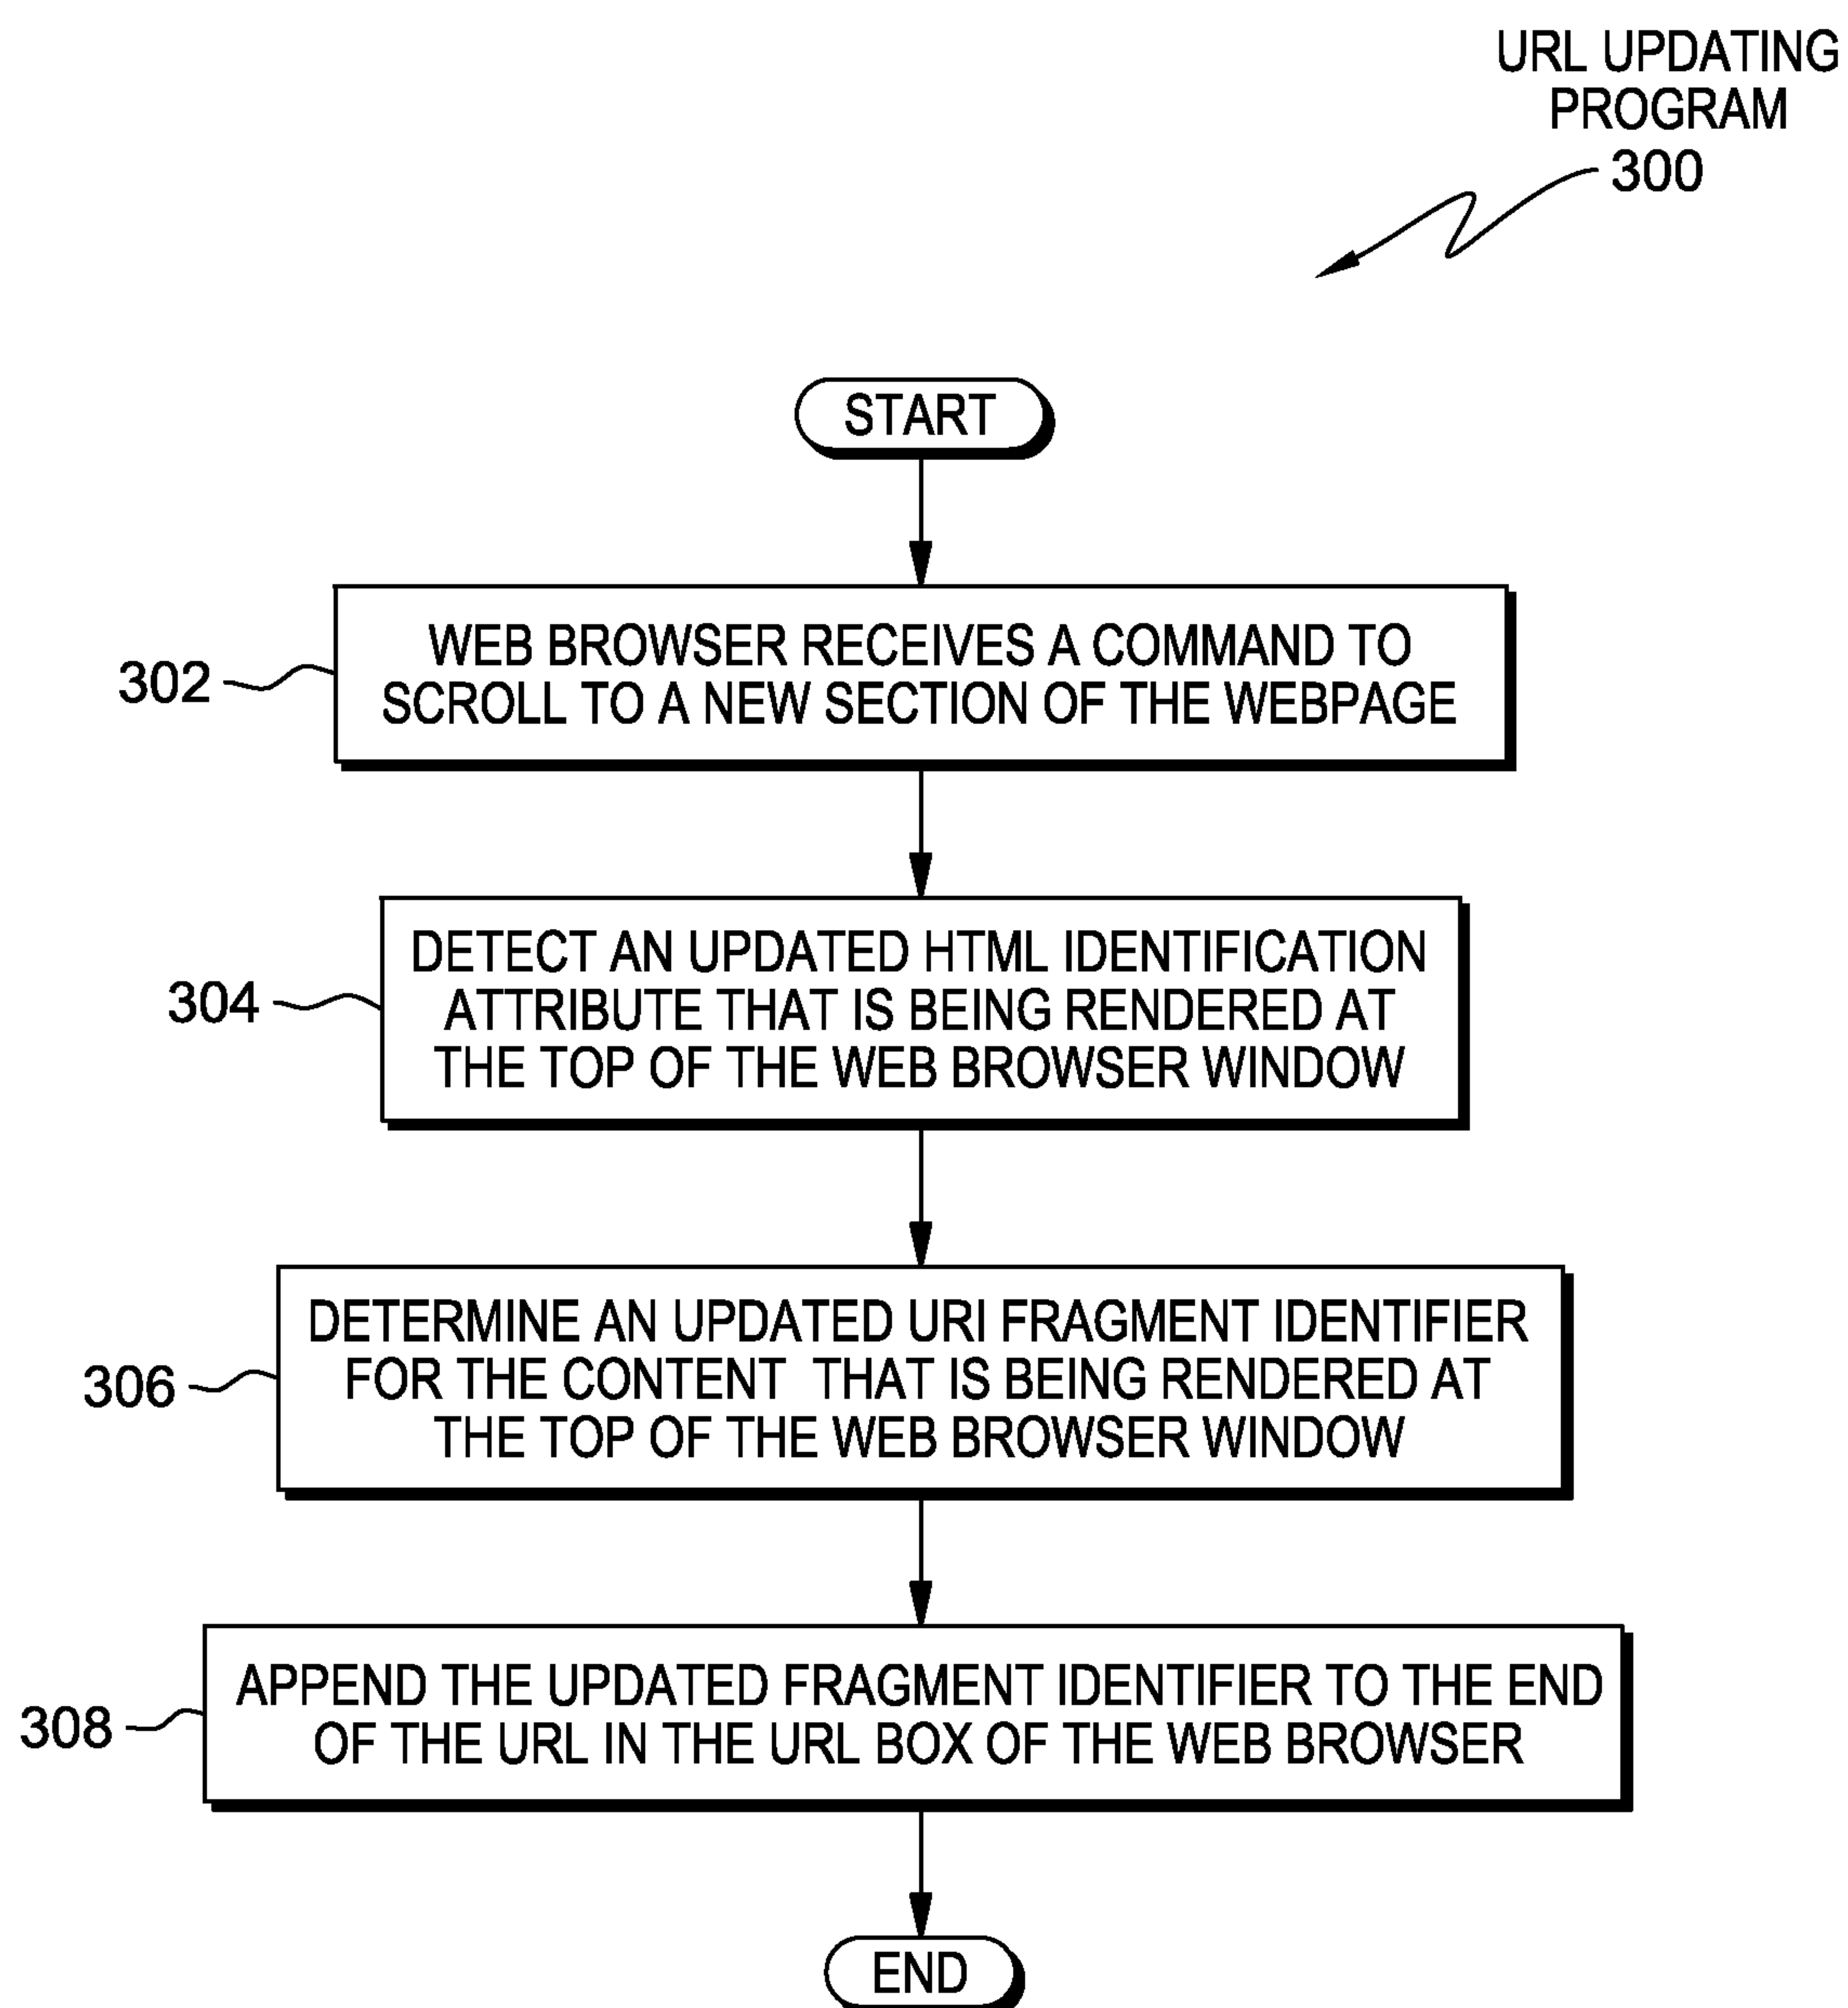 URL UPDATING
PROGRAM
300
START
302
WEB BROWSER RECEIVES A COMMAND TO
SCROLL TO A NEW SECTION OF THE WEBPAGE
304
DETECT AN UPDATED HTML IDENTIFICATION
ATTRIBUTE THAT IS BEING RENDERED AT
THE TOP OF THE WEB BROWSER WINDOW
306
DETERMINE AN UPDATED URI FRAGMENT IDENTIFIER
FOR THE CONTENT THAT IS BEING RENDERED AT
THE TOP OF THE WEB BROWSER WINDOW
308
APPEND THE UPDATED FRAGMENT IDENTIFIER TO THE END
OF THE URL IN THE URL BOX OF THE WEB BROWSER
END